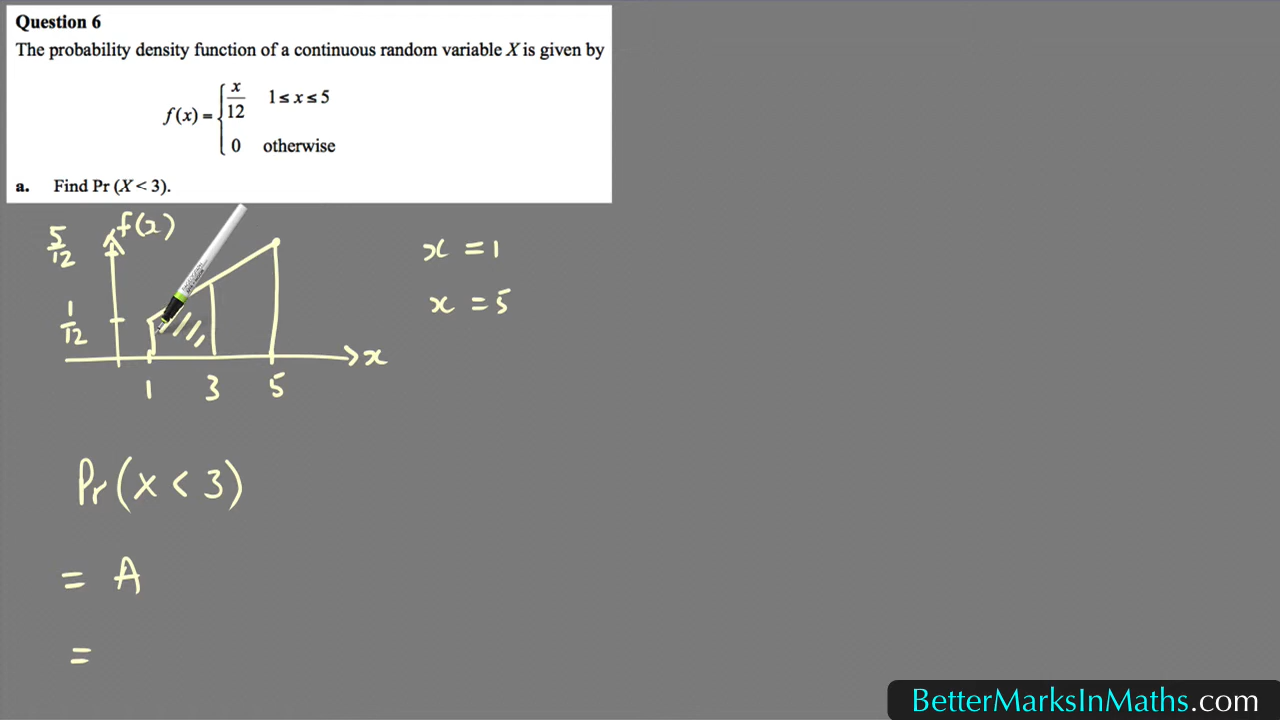 Question 6
The probability density function of a continuous random variable X is given by
f(x) = { x/12 1 ≤ x ≤ 5
0 otherwise
a. Find Pr (X < 3).
f(x)
5/12
1/12
x
1 3 5
x = 1
x = 5
Pr(X < 3)
= A
=
BetterMarksInMaths.com